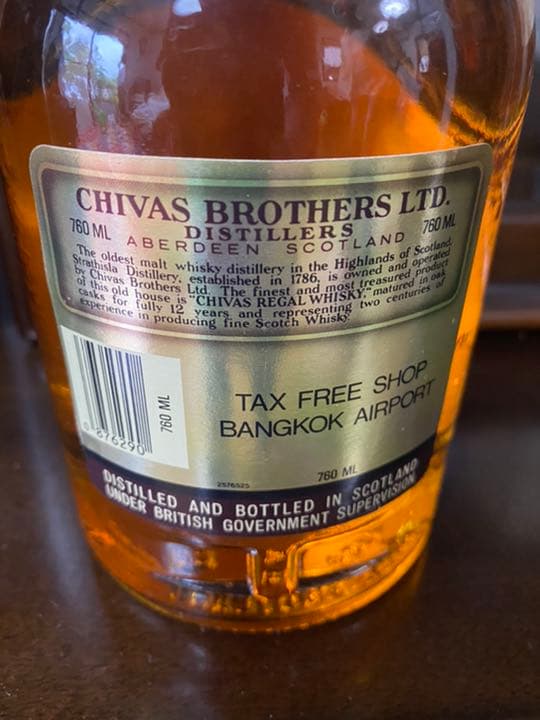 CHIVAS BROTHERS LTD.
760 ML DISTILLERS 760 ML
ABERDEEN SCOTLAND
The oldest malt whisky distillery in the Highlands of Scotland,
Strathisla Distillery, established in 1786, is owned and operated
by Chivas Brothers Ltd. The finest and most treasured product
of this old house is "CHIVAS REGAL WHISKY," matured in oak
casks for fully 12 years and representing two centuries of
experience in producing fine Scotch Whisky.
0 876290
760 ML
TAX FREE SHOP
BANGKOK AIRPORT
2576525
760 ML
DISTILLED AND BOTTLED IN SCOTLAND
UNDER BRITISH GOVERNMENT SUPERVISION